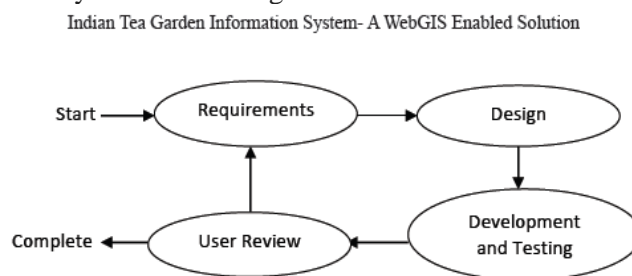 Indian Tea Garden Information System- A WebGIS Enabled Solution
Start
Requirements
Design
Complete
User Review
Development
and Testing